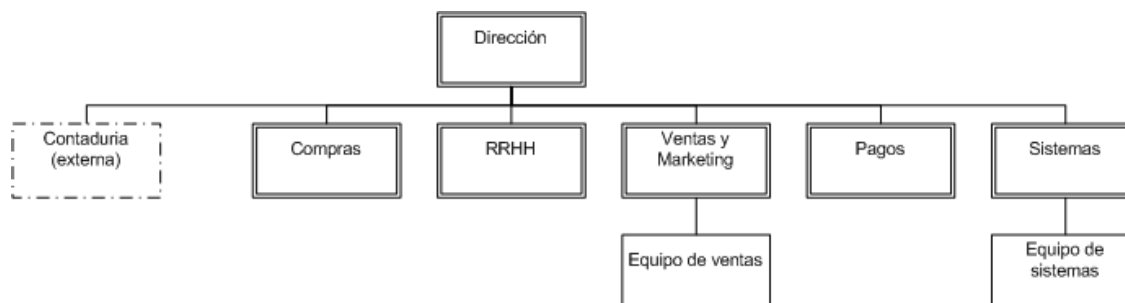 Dirección
Contaduria
(externa)
Compras
RRHH
Ventas y
Marketing
Pagos
Sistemas
Equipo de ventas
Equipo de
sistemas